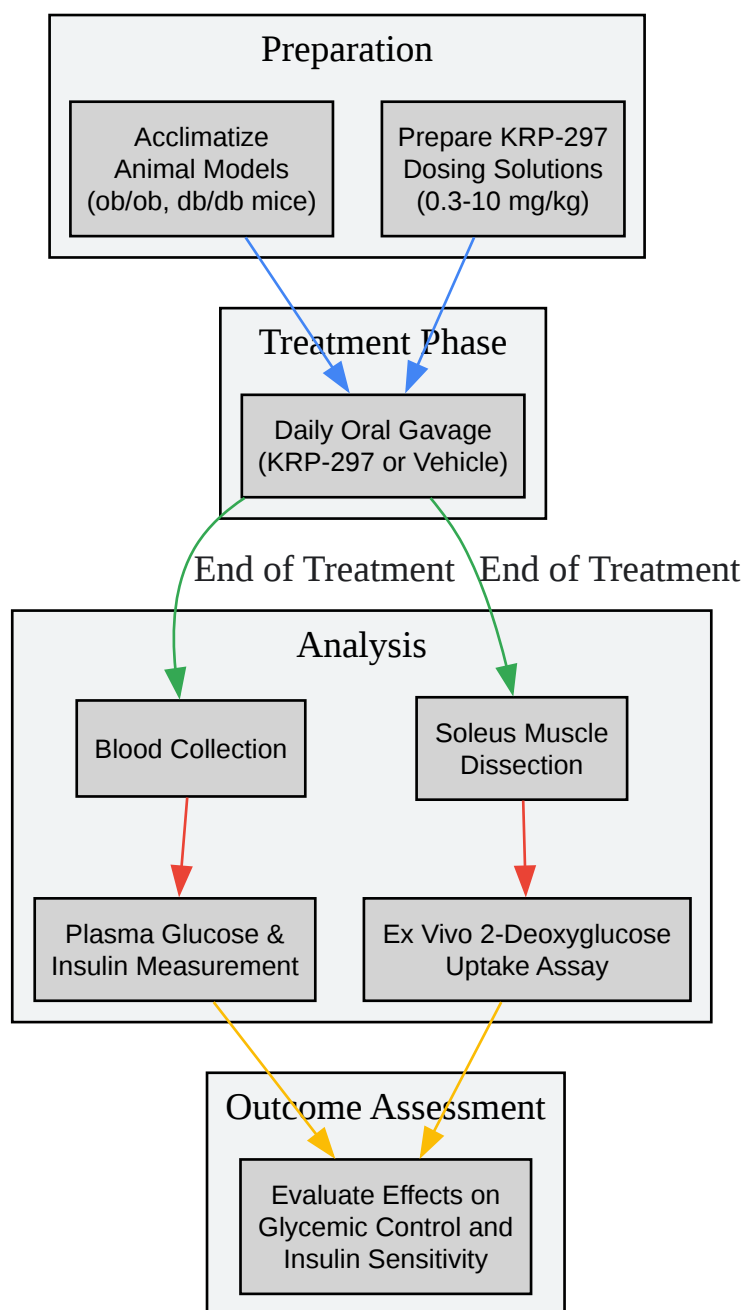 Preparation
Acclimatize
Animal Models
(ob/ob, db/db mice)
Prepare KRP-297
Dosing Solutions
(0.3-10 mg/kg)
Treatment Phase
Daily Oral Gavage
(KRP-297 or Vehicle)
End of Treatment
End of Treatment
Analysis
Blood Collection
Soleus Muscle
Dissection
Plasma Glucose &
Insulin Measurement
Ex Vivo 2-Deoxyglucose
Uptake Assay
Outcome Assessment
Evaluate Effects on
Glycemic Control and
Insulin Sensitivity